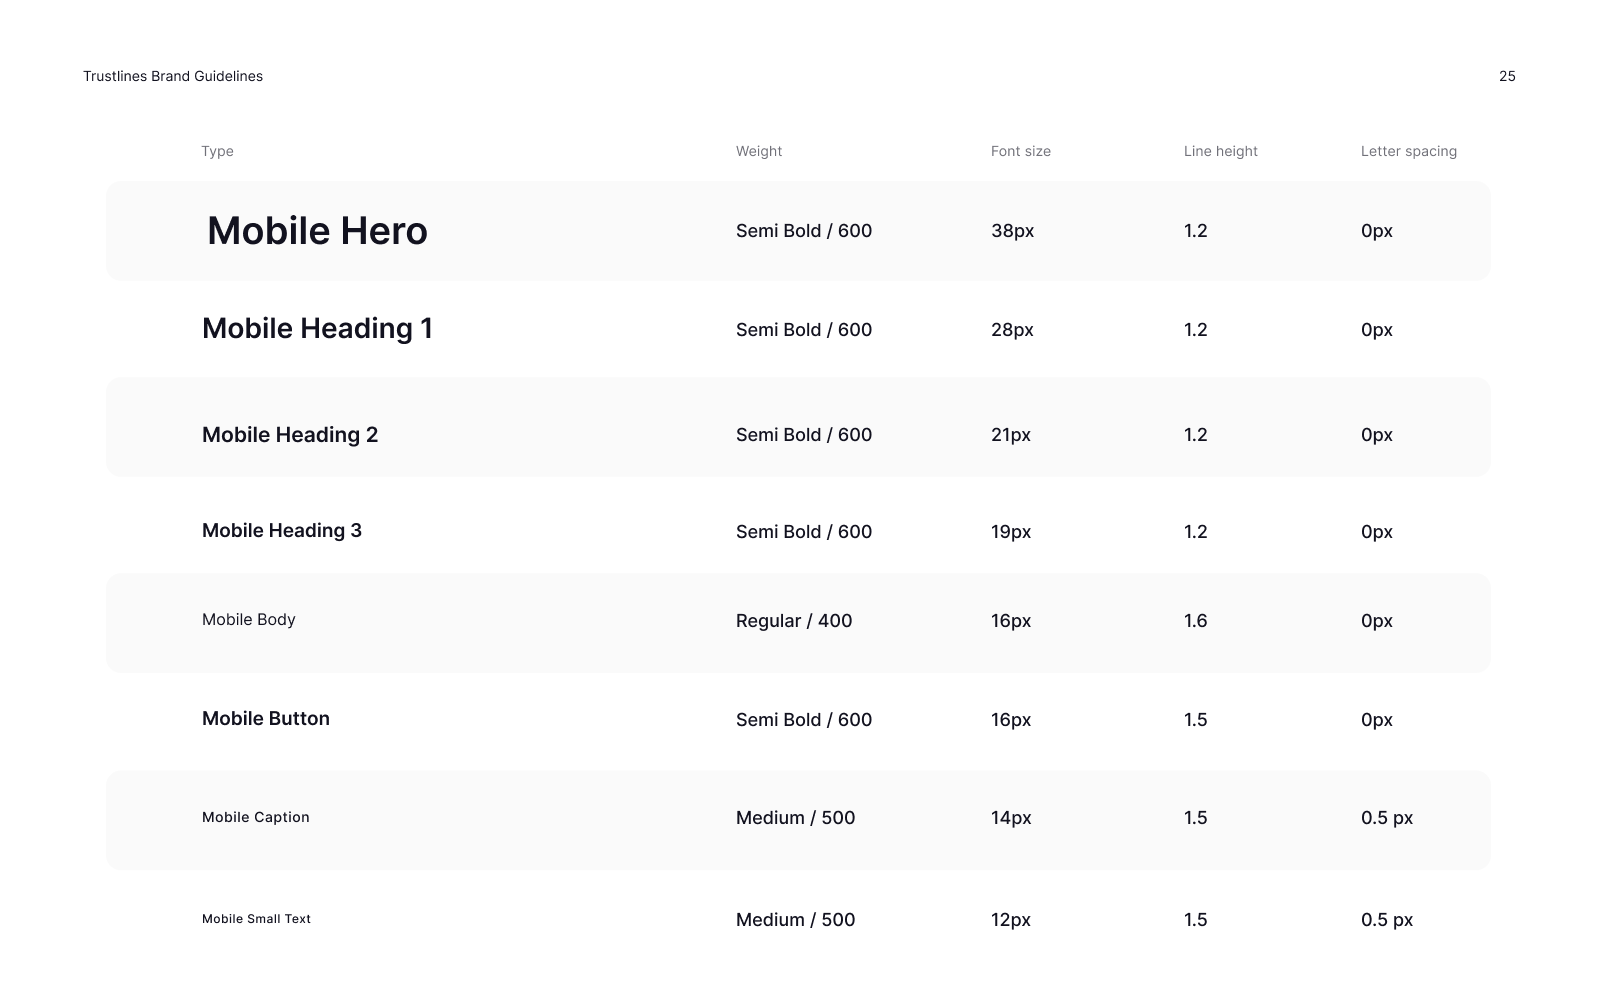 Trustlines Brand Guidelines 25
Type Weight Font size Line height Letter spacing
Mobile Hero Semi Bold / 600 38px 1.2 0px
Mobile Heading 1 Semi Bold / 600 28px 1.2 0px
Mobile Heading 2 Semi Bold / 600 21px 1.2 0px
Mobile Heading 3 Semi Bold / 600 19px 1.2 0px
Mobile Body Regular / 400 16px 1.6 0px
Mobile Button Semi Bold / 600 16px 1.5 0px
Mobile Caption Medium / 500 14px 1.5 0.5 px
Mobile Small Text Medium / 500 12px 1.5 0.5 px